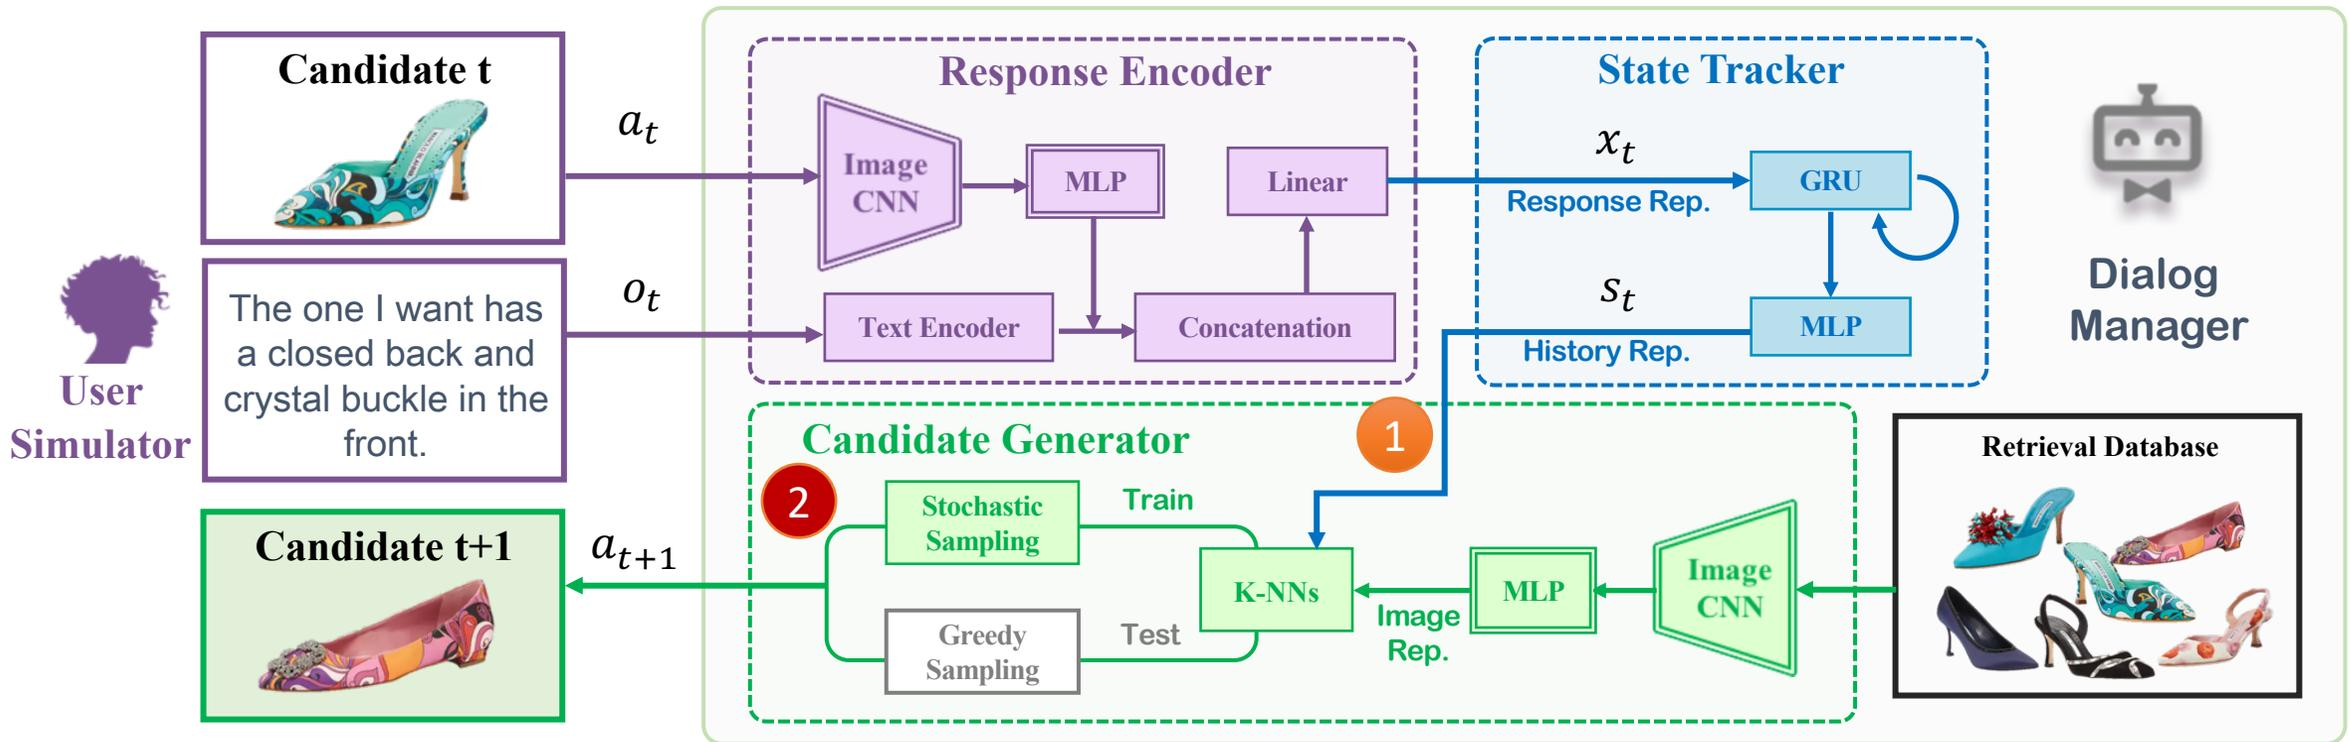 Candidate t
a_t
User
Simulator
The one I want has
a closed back and
crystal buckle in the
front.
o_t
Candidate t+1
a_{t+1}
Response Encoder
Image
CNN
MLP
Linear
Text Encoder
Concatenation
State Tracker
x_t
Response Rep.
GRU
s_t
History Rep.
MLP
Dialog
Manager
Candidate Generator
1
2
Stochastic
Sampling
Train
Greedy
Sampling
Test
K-NNs
Image
Rep.
MLP
Image
CNN
Retrieval Database